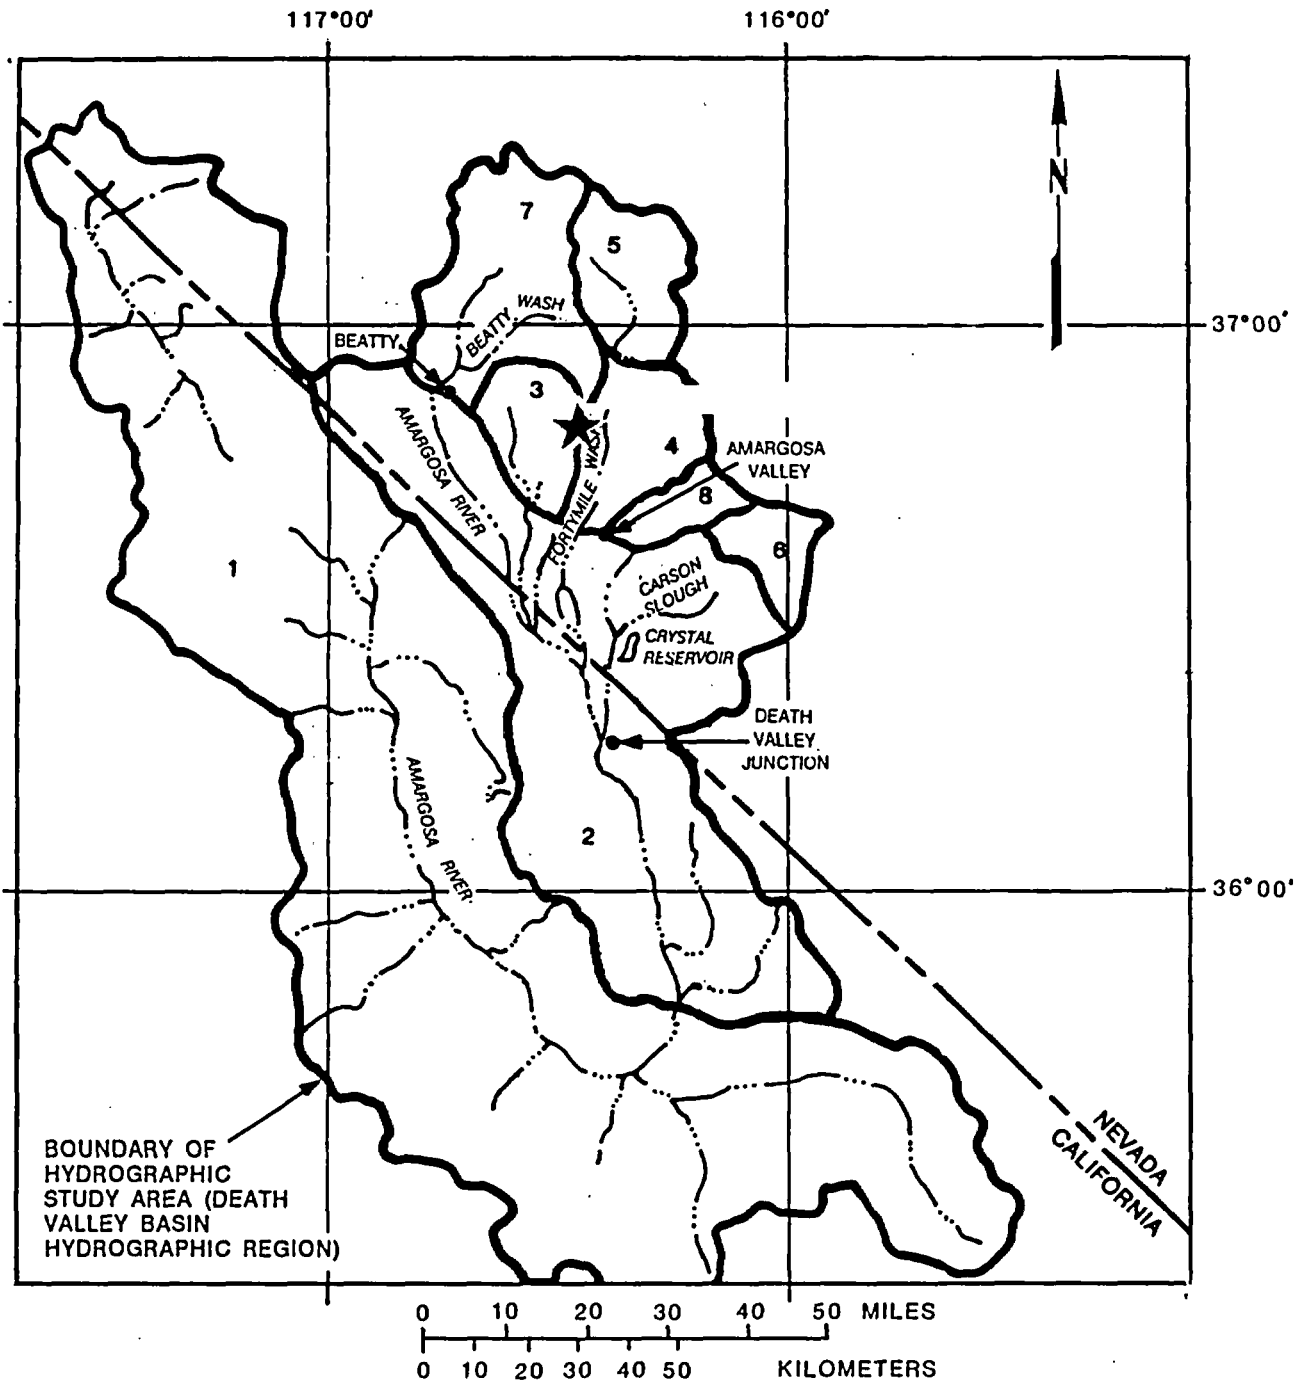 117°00'
116°00'
N
7
5
BEATTY WASH
37°00'
BEATTY
3
AMARGOSA RIVER
FORTYMILE WASH
4
AMARGOSA
VALLEY
8
6
1
CARSON
SLOUGH
CRYSTAL
RESERVOIR
DEATH
VALLEY
JUNCTION
AMARGOSA RIVER
2
36°00'
NEVADA
CALIFORNIA
BOUNDARY OF
HYDROGRAPHIC
STUDY AREA (DEATH
VALLEY BASIN
HYDROGRAPHIC REGION)
0 10 20 30 40 50 MILES
0 10 20 30 40 50 KILOMETERS